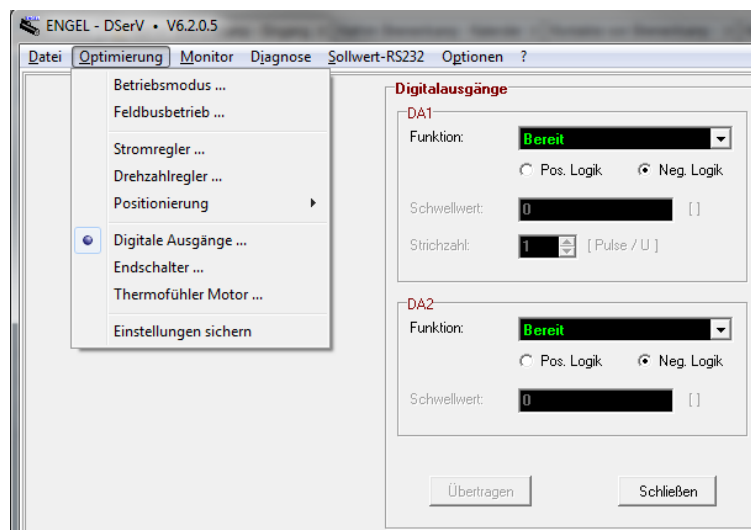 ENGEL - DSerV • V6.2.0.5
Datei Optimierung Monitor Diagnose Sollwert-RS232 Optionen ?
Betriebsmodus ...
Feldbusbetrieb ...
Stromregler ...
Drehzahlregler ...
Positionierung
Digitale Ausgänge ...
Endschalter ...
Thermofühler Motor ...
Einstellungen sichern
Digitalausgänge
DA1
Funktion: Bereit
Pos. Logik Neg. Logik
Schwellwert: 0 [ ]
Strichzahl: 1 [ Pulse / U ]
DA2
Funktion: Bereit
Pos. Logik Neg. Logik
Schwellwert: 0 [ ]
Übertragen Schließen